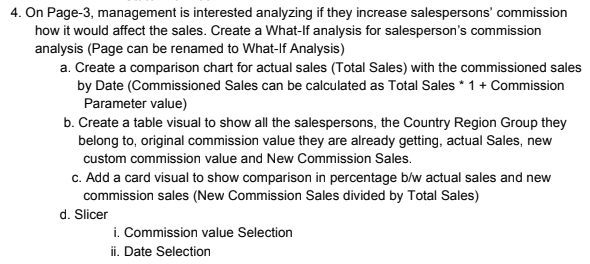 4. On Page-3, management is interested analyzing if they increase salespersons' commission
how it would affect the sales. Create a What-If analysis for salesperson's commission
analysis (Page can be renamed to What-If Analysis)
a. Create a comparison chart for actual sales (Total Sales) with the commissioned sales
by Date (Commissioned Sales can be calculated as Total Sales * 1 + Commission
Parameter value)
b. Create a table visual to show all the salespersons, the Country Region Group they
belong to, original commission value they are already getting, actual Sales, new
custom commission value and New Commission Sales.
c. Add a card visual to show comparison in percentage b/w actual sales and new
commission sales (New Commission Sales divided by Total Sales)
d. Slicer
i. Commission value Selection
ii. Date Selection